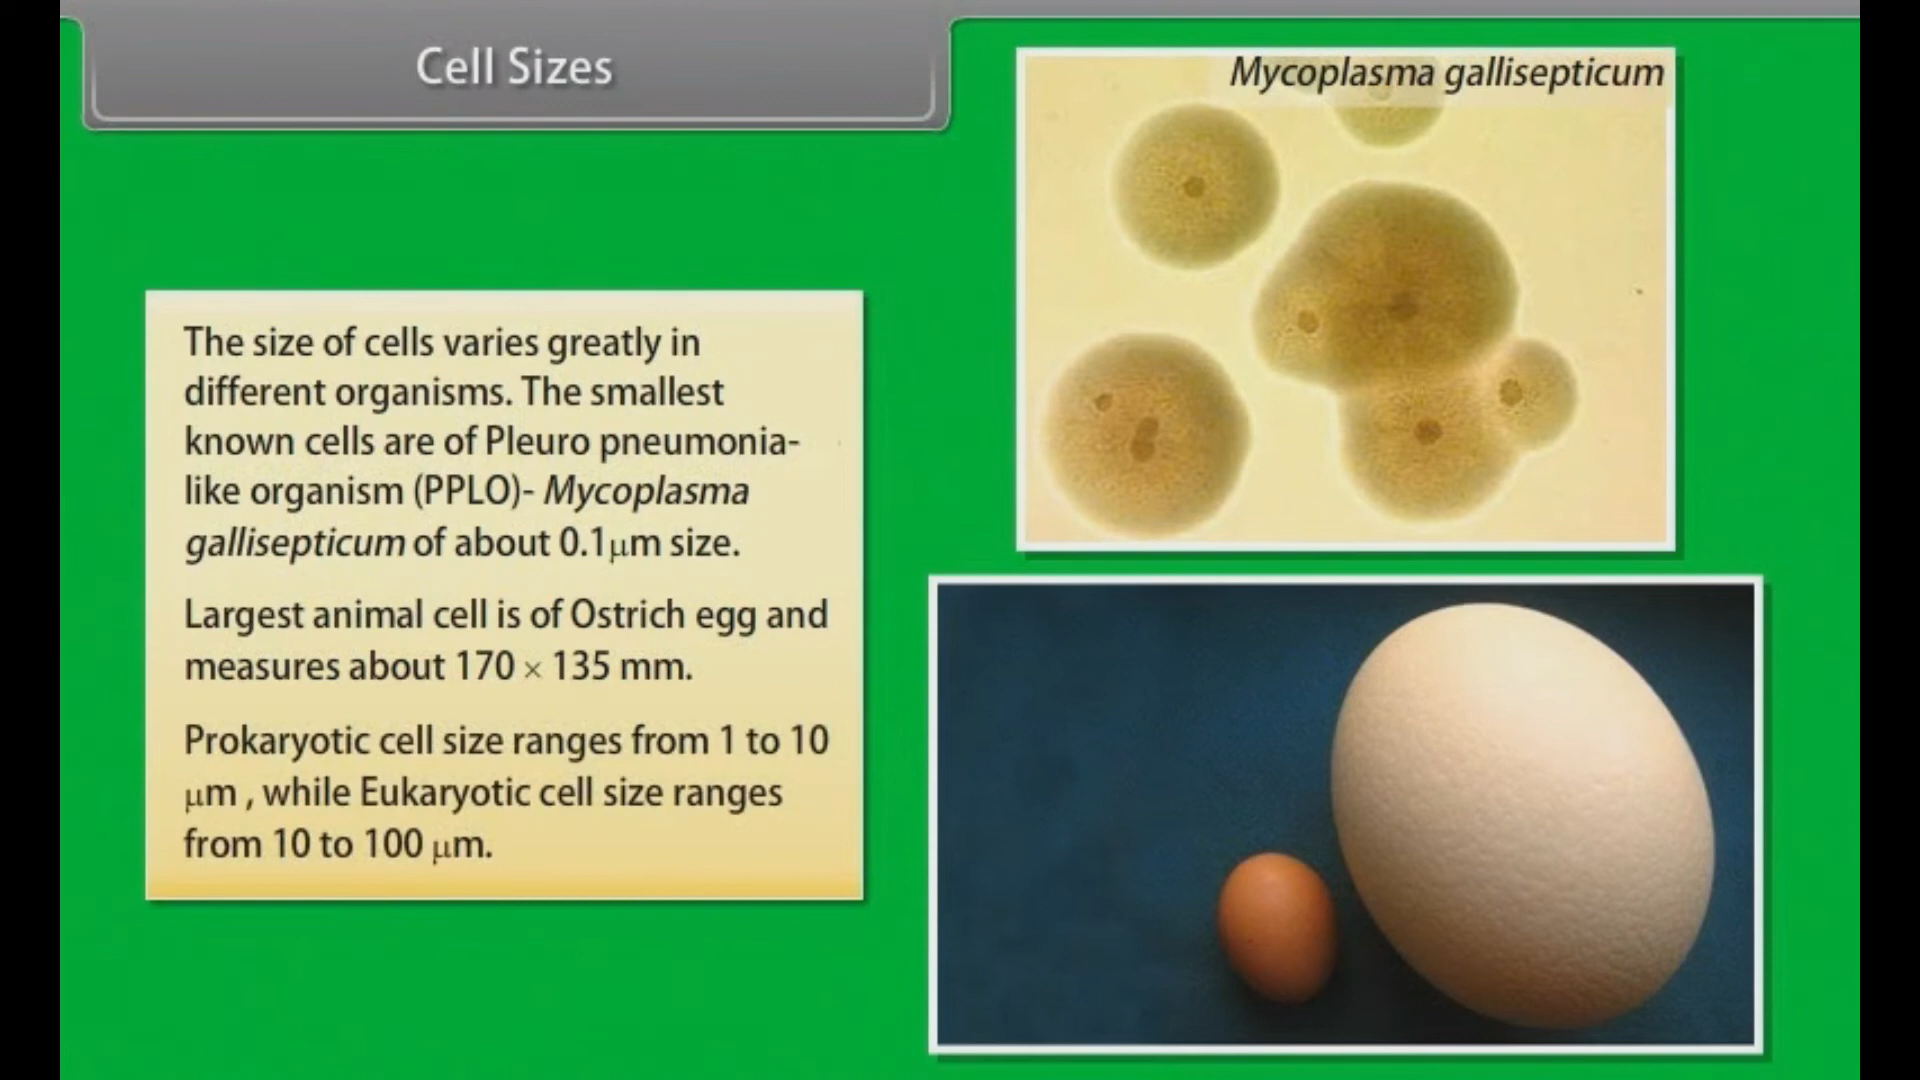 Cell Sizes
Mycoplasma gallisepticum
The size of cells varies greatly in
different organisms. The smallest
known cells are of Pleuro pneumonia-
like organism (PPLO)- Mycoplasma
gallisepticum of about 0.1μm size.
Largest animal cell is of Ostrich egg and
measures about 170 × 135 mm.
Prokaryotic cell size ranges from 1 to 10
μm , while Eukaryotic cell size ranges
from 10 to 100 μm.